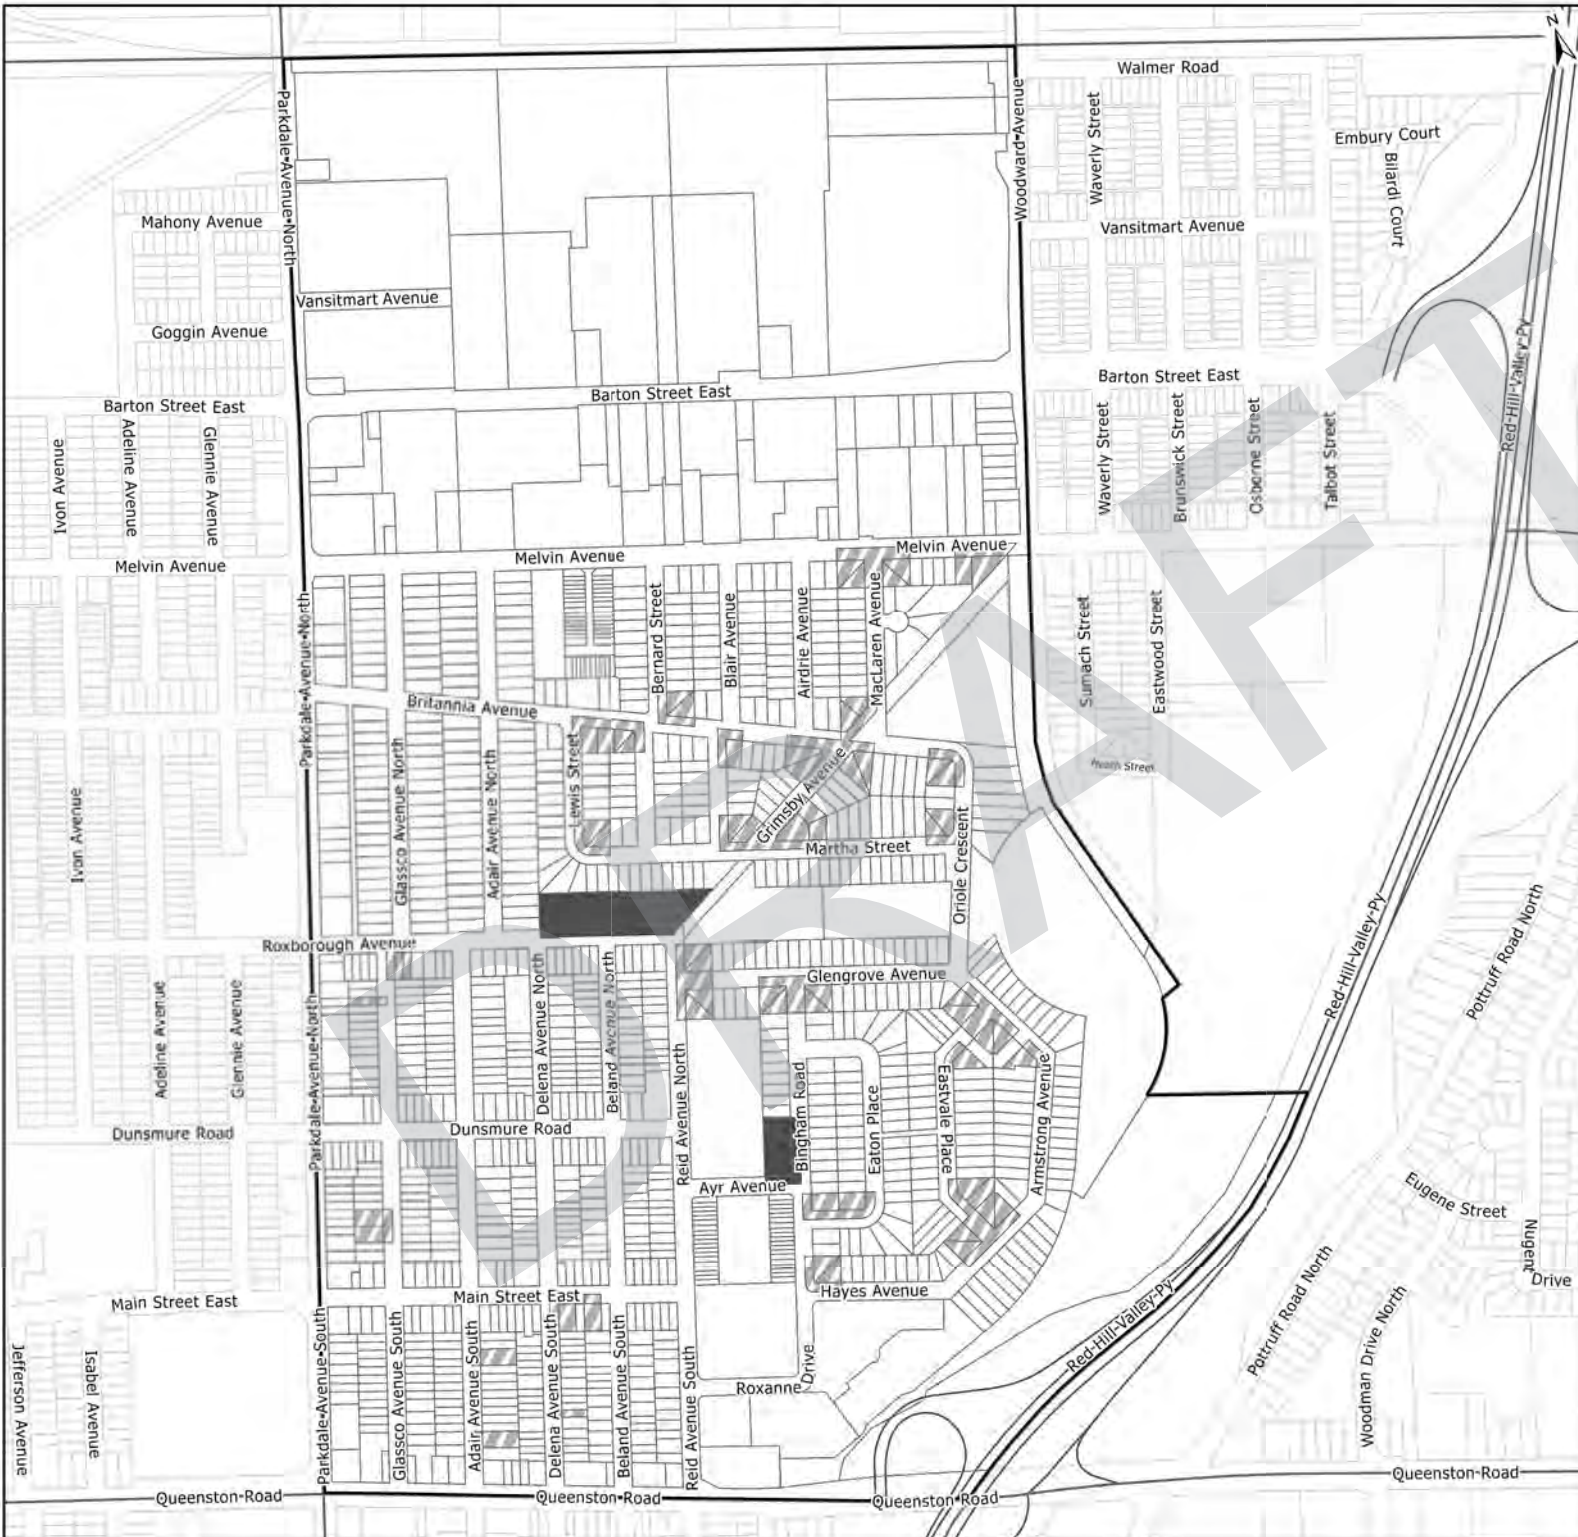 Z
Walmer Road
Embury Court
Bilardi Court
Parkdale-Avenue-North
Woodward-Avenue
Waverly Street
Mahony Avenue
Vansitmart Avenue
Vansitmart Avenue
Goggin Avenue
Red-Hill-Valley-Py
Barton Street East
Barton Street East
Barton Street East
Ivon Avenue
Adeline Avenue
Glennie Avenue
Waverly Street
Brunswick Street
Osborne Street
Talbot Street
Melvin Avenue
Melvin Avenue
Melvin Avenue
Parkdale-Avenue-North
Bernard Street
Blair Avenue
Airdrie Avenue
MacLaren Avenue
Sumach Street
Eastwood Street
Britannia Avenue
Heath Street
Ivon Avenue
Glassco Avenue North
Adair Avenue North
Lewis Street
Grimsby Avenue
Martha Street
Oriole Crescent
Roxborough Avenue
Glengrove Avenue
Red-Hill-Valley-Py
Pottruff Road North
Adeline Avenue
Glennie Avenue
Parkdale-Avenue-North
Delena Avenue North
Beland Avenue North
Reid Avenue North
Bingham Road
Eaton Place
Eastvale Place
Armstrong Avenue
Dunsmure Road
Dunsmure Road
Ayr Avenue
Eugene Street
Nugent
Drive
Main Street East
Main Street East
Hayes Avenue
Red-Hill-Valley-Py
Pottruff Road North
Woodman Drive North
Jefferson Avenue
Isabel Avenue
Parkdale-Avenue-South
Glassco Avenue South
Adair Avenue South
Delena Avenue South
Beland Avenue South
Reid Avenue South
Roxanne
Drive
Queenston-Road
Queenston-Road
Queenston-Road
Queenston-Road
DRAFT